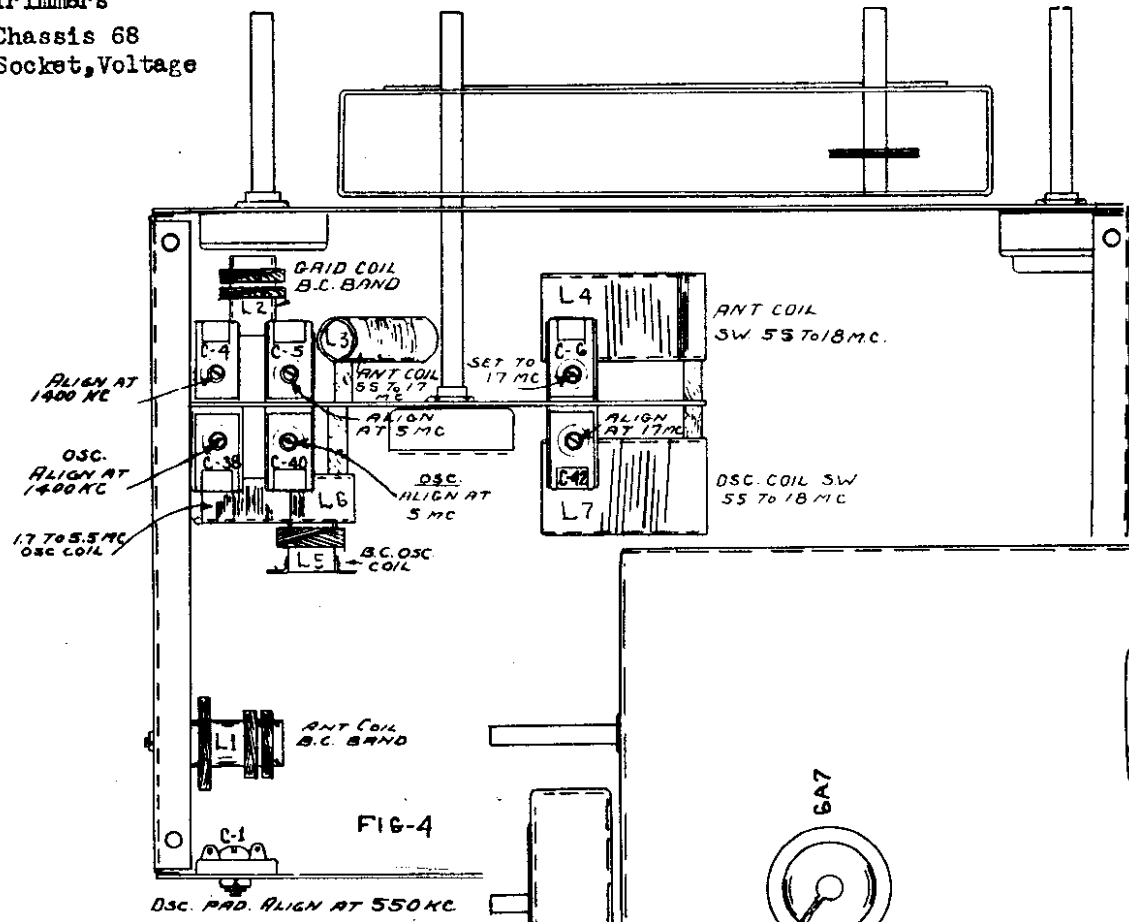 Trimmers
Chassis 68
Socket, Voltage
GRID COIL
B.C. BAND
L2
L4
ANT COIL
SW. 55 TO 18 M.C.
C-4
C-5
L3
C-6
SET TO
17 MC
ANT COIL
55 TO 17
MC
ALIGN AT
1400 KC
ALIGN
AT 5 MC
ALIGN
AT 17MC
OSC.
ALIGN AT
1400 KC
C-38
C-40
OSC.
ALIGN AT
5 MC
C-42
OSC. COIL S.W
55 TO 18 MC
L6
L7
1.7 TO 5.5 MC
OSC COIL
L5
B.C. OSC.
COIL
L1
ANT COIL
B.C. BAND
6A7
FIG-4
C-1
OSC. PAD. ALIGN AT 550 KC